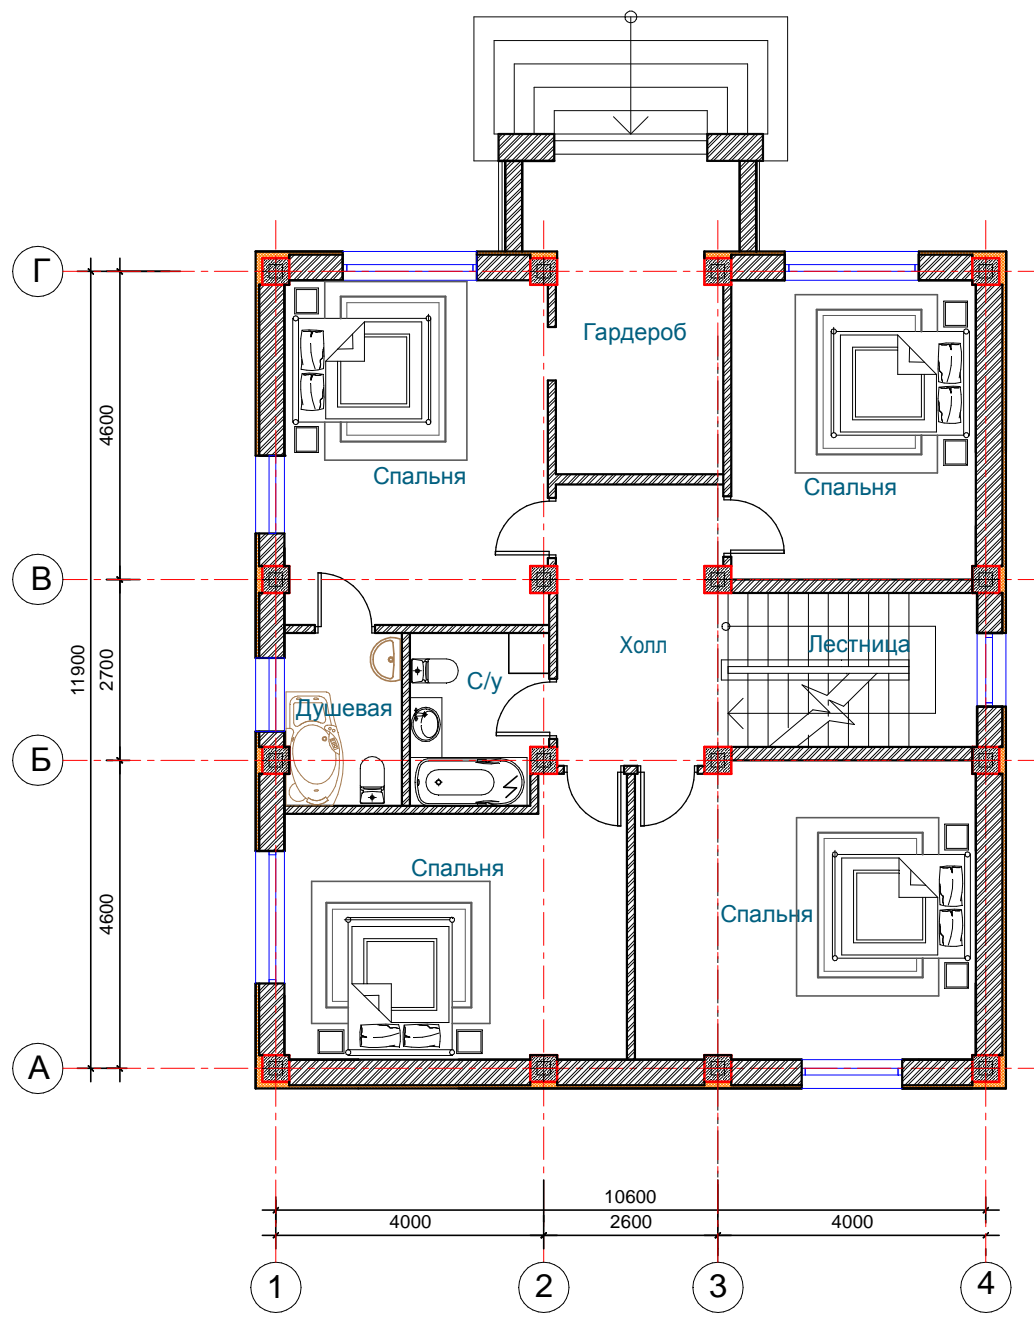 Г
Гардероб
4600
Спальня
Спальня
В
Холл
Лестница
11900
2700
С/у
Душевая
Б
Спальня
4600
Спальня
А
10600
4000
2600
4000
1
2
3
4